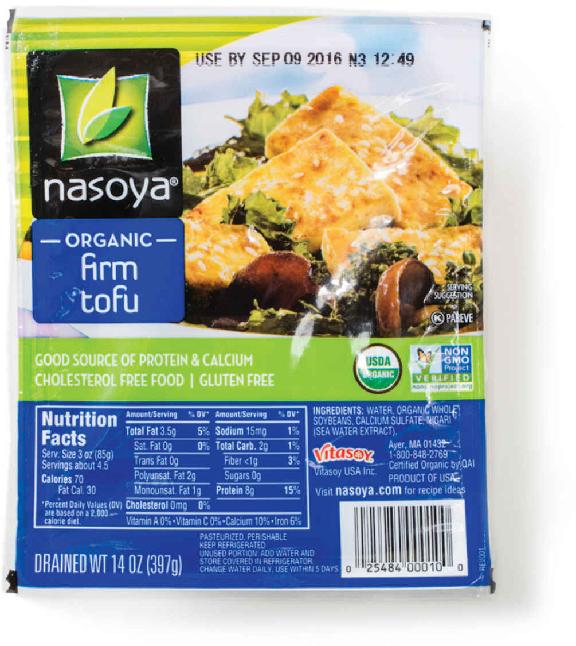 USE BY SEP 09 2016 N3 12:49
nasoya®
ORGANIC
firm
tofu
SERVING
SUGGESTION
K PAREVE
GOOD SOURCE OF PROTEIN & CALCIUM
CHOLESTEROL FREE FOOD | GLUTEN FREE
USDA
ORGANIC
NON
GMO
Project
VERIFIED
nongmoproject.org
Nutrition
Facts
Serv. Size 3 oz (85g)
Servings about 4.5
Calories 70
Fat Cal. 30
*Percent Daily Values (DV)
are based on a 2,000
calorie diet.
Amount/Serving % DV* Amount/Serving % DV*
Total Fat 3.5g 5% Sodium 15mg 1%
Sat. Fat 0g 0% Total Carb. 2g 1%
Trans Fat 0g Fiber <1g 3%
Polyunsat. Fat 2g Sugars 0g
Monounsat. Fat 1g Protein 8g 15%
Cholesterol 0mg 0%
Vitamin A 0% • Vitamin C 0% • Calcium 10% • Iron 6%
INGREDIENTS: WATER, ORGANIC WHOLE
SOYBEANS, CALCIUM SULFATE, NIGARI
(SEA WATER EXTRACT).
Vitasoy
Vitasoy USA Inc.
Ayer, MA 01432
1-800-848-2769
Certified Organic by QAI
PRODUCT OF USA
Visit nasoya.com for recipe ideas
DRAINED WT 14 OZ (397g)
PASTEURIZED, PERISHABLE
KEEP REFRIGERATED
UNUSED PORTION: ADD WATER AND
STORE COVERED IN REFRIGERATOR.
CHANGE WATER DAILY, USE WITHIN 5 DAYS
0 25484 00010 0